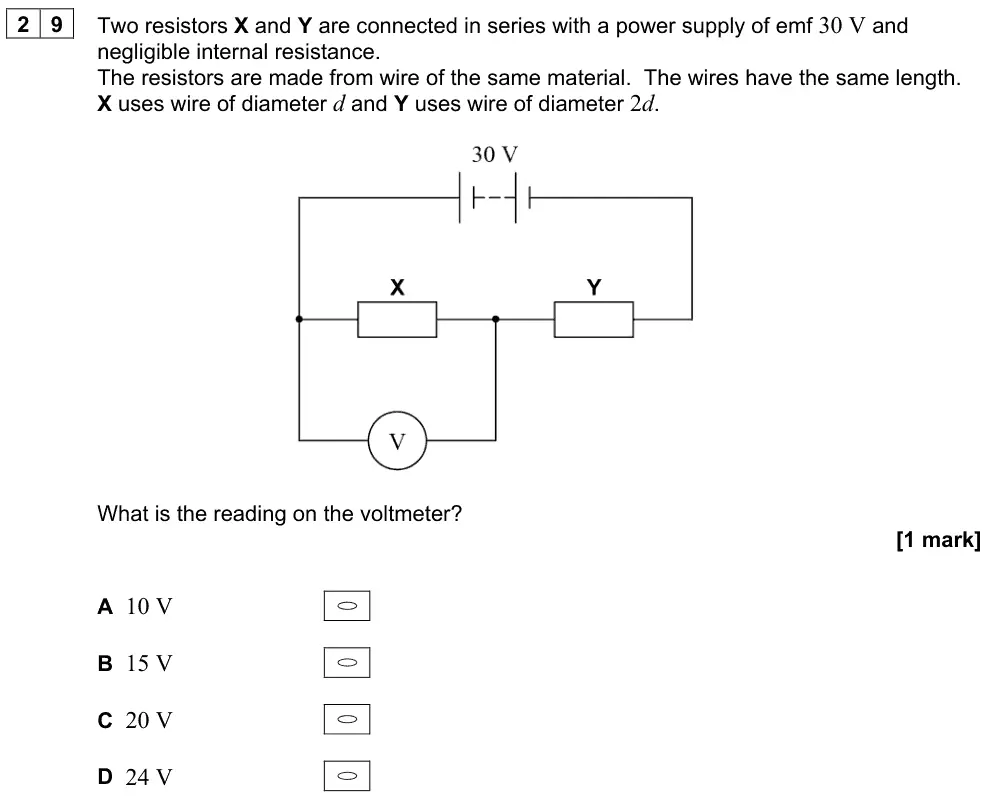 2 9 Two resistors X and Y are connected in series with a power supply of emf 30 V and
negligible internal resistance.
The resistors are made from wire of the same material. The wires have the same length.
X uses wire of diameter d and Y uses wire of diameter 2d.
30 V
X Y
V
What is the reading on the voltmeter?
[1 mark]
A 10 V
B 15 V
C 20 V
D 24 V